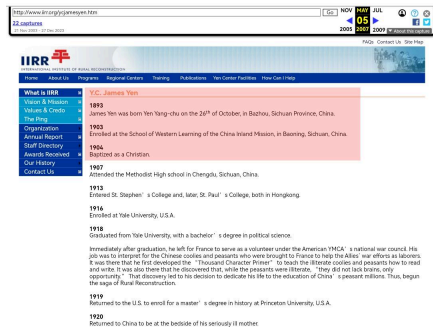 http://www.iirr.org/ycjamesyen.htm
Go
NOV MAY JUL
22 captures
05
21 Nov 2003 - 27 Dec 2023
2005 2007 2009
About this capture
FAQs Contact Us Site Map
IIRR
INTERNATIONAL INSTITUTE OF RURAL RECONSTRUCTION
Home About Us Programs Regional Centers Training Publications Yen Center Facilities How Can I Help
What is IIRR
Vision & Mission
Values & Credo
The Ping
Organization
Annual Report
Staff Directory
Awards Received
Our History
Contact Us
Y.C. James Yen
1893
James Yen was born Yen Yang-chu on the 26th of October, in Bazhou, Sichuan Province, China.
1903
Enrolled at the School of Western Learning of the China Inland Mission, in Baoning, Sichuan, China.
1904
Baptized as a Christian.
1907
Attended the Methodist High school in Chengdu, Sichuan, China.
1913
Entered St. Stephen's College and, later, St. Paul's College, both in Hongkong.
1916
Enrolled at Yale University, U.S.A.
1918
Graduated from Yale University, with a bachelor's degree in political science.
Immediately after graduation, he left for France to serve as a volunteer under the American YMCA's national war council. His
job was to interpret for the Chinese coolies and peasants who were brought to France to help the Allies' war efforts as laborers.
It was there that he first developed the "Thousand Character Primer" to teach the illiterate coolies and peasants how to read
and write. It was also there that he discovered that, while the peasants were illiterate, "they did not lack brains, only
opportunity." That discovery led to his decision to dedicate his life to the education of China's peasant millions. Thus, begun
the saga of Rural Reconstruction.
1919
Returned to the U.S. to enroll for a master's degree in history at Princeton University, U.S.A.
1920
Returned to China to be at the bedside of his seriously ill mother.